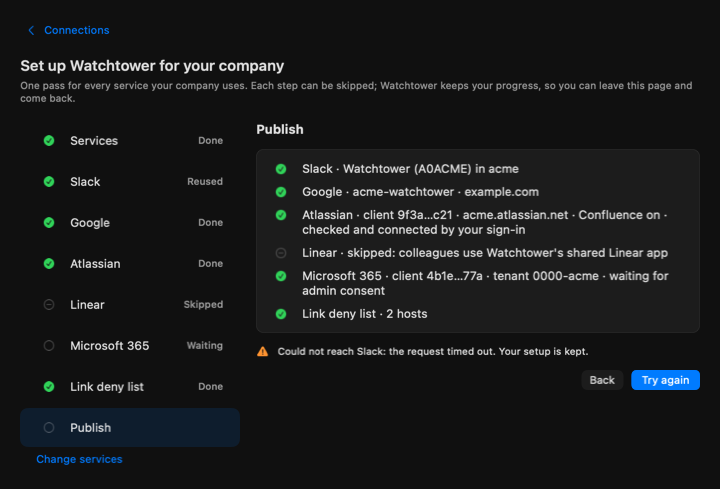 Connections
Set up Watchtower for your company
One pass for every service your company uses. Each step can be skipped; Watchtower keeps your progress, so you can leave this page and
come back.
Services Done
Slack Reused
Google Done
Atlassian Done
Linear Skipped
Microsoft 365 Waiting
Link deny list Done
Publish
Change services
Publish
Slack · Watchtower (A0ACME) in acme
Google · acme-watchtower · example.com
Atlassian · client 9f3a…c21 · acme.atlassian.net · Confluence on ·
checked and connected by your sign-in
Linear · skipped: colleagues use Watchtower's shared Linear app
Microsoft 365 · client 4b1e…77a · tenant 0000-acme · waiting for
admin consent
Link deny list · 2 hosts
Could not reach Slack: the request timed out. Your setup is kept.
Back
Try again